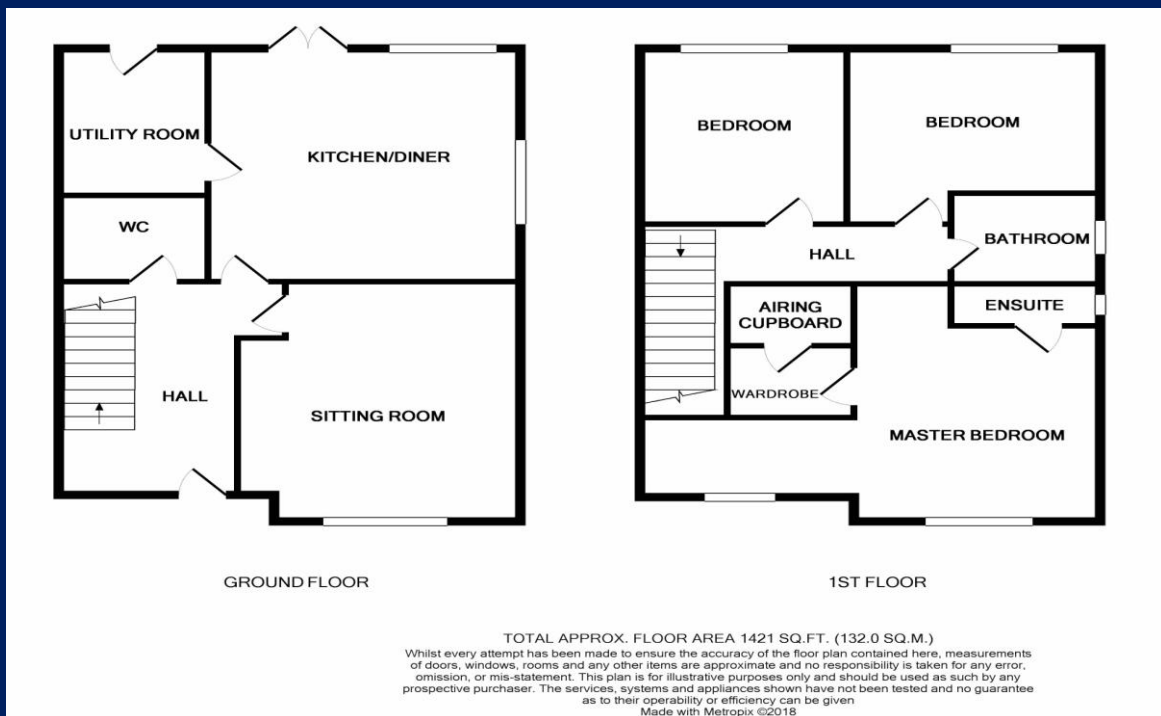 UTILITY ROOM
KITCHEN/DINER
WC
HALL
SITTING ROOM
GROUND FLOOR
BEDROOM
BEDROOM
HALL
BATHROOM
AIRING
CUPBOARD
ENSUITE
WARDROBE
MASTER BEDROOM
1ST FLOOR
TOTAL APPROX. FLOOR AREA 1421 SQ.FT. (132.0 SQ.M.)
Whilst every attempt has been made to ensure the accuracy of the floor plan contained here, measurements
of doors, windows, rooms and any other items are approximate and no responsibility is taken for any error,
omission, or mis-statement. This plan is for illustrative purposes only and should be used as such by any
prospective purchaser. The services, systems and appliances shown have not been tested and no guarantee
as to their operability or efficiency can be given
Made with Metropix ©2018